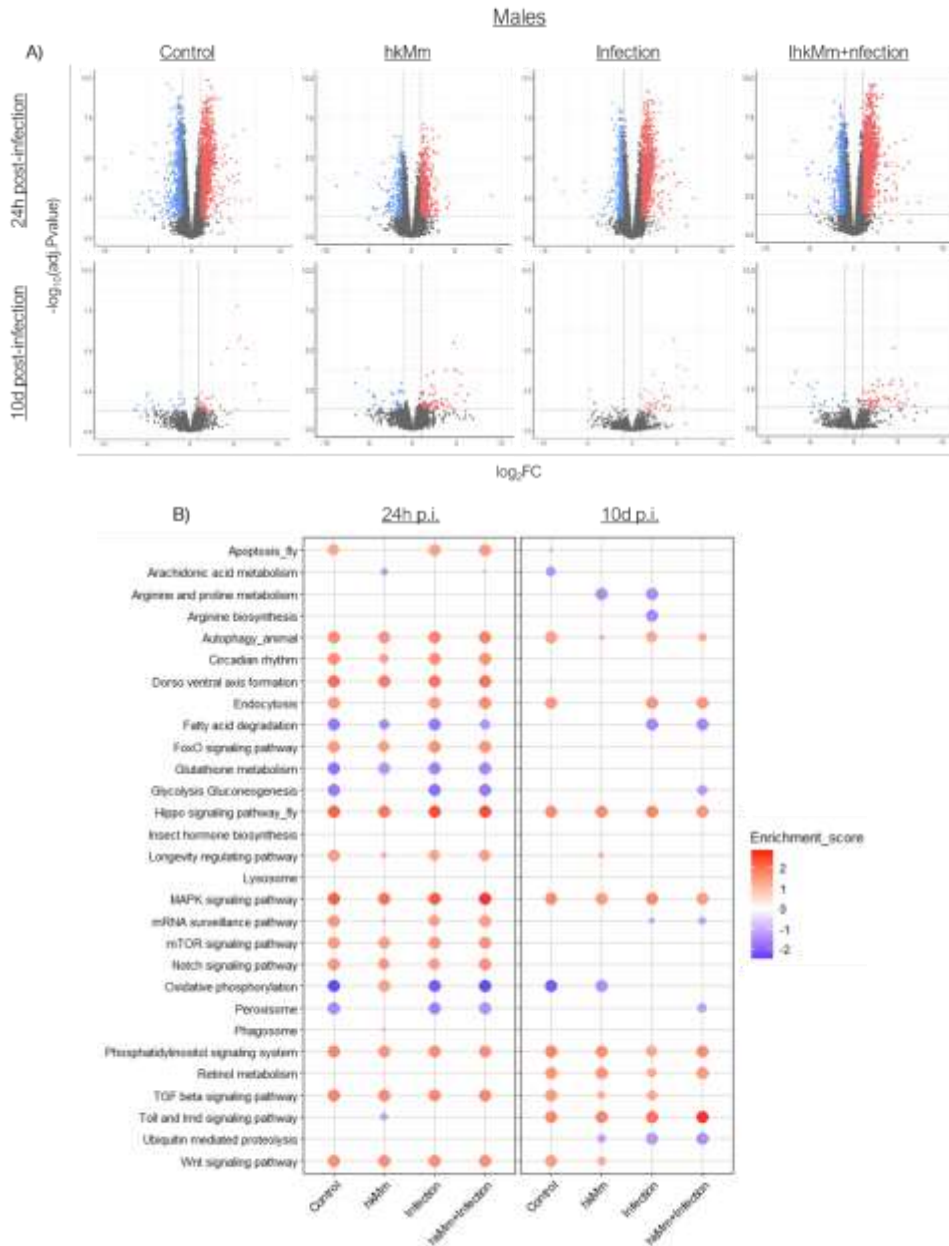 Males
A)
Control
hkMm
Infection
IhkMm+nfection
24h post-infection
10d post-infection
-log10(adj.Pvalue)
log2FC
B)
24h p.i.
10d p.i.
Apoptosis_fly
Arachidonic acid metabolism
Arginine and proline metabolism
Arginine biosynthesis
Autophagy_animal
Circadian rhythm
Dorso ventral axis formation
Endocytosis
Fatty acid degradation
FoxO signaling pathway
Glutathione metabolism
Glycolysis Gluconeogenesis
Hippo signaling pathway_fly
Insect hormone biosynthesis
Longevity regulating pathway
Lysosome
MAPK signaling pathway
mRNA surveillance pathway
mTOR signaling pathway
Notch signaling pathway
Oxidative phosphorylation
Peroxisome
Phagosome
Phosphatidylinositol signaling system
Retinol metabolism
TGF beta signaling pathway
Toll and Imd signaling pathway
Ubiquitin mediated proteolysis
Wnt signaling pathway
Control
hkMm
Infection
hkMm+Infection
Control
hkMm
Infection
hkMm+Infection
Enrichment_score
2
1
0
-1
-2